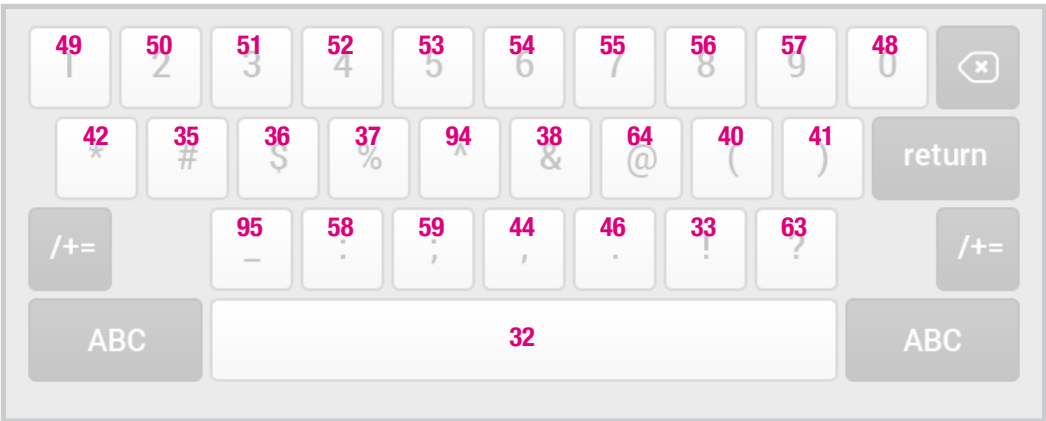 49 50 51 52 53 54 55 56 57 48
1 2 3 4 5 6 7 8 9 0
42 35 36 37 94 38 64 40 41
* # $ % ^ & @ ( ) return
95 58 59 44 46 33 63
/+= _ : ; , . ! ? /+=
ABC 32 ABC